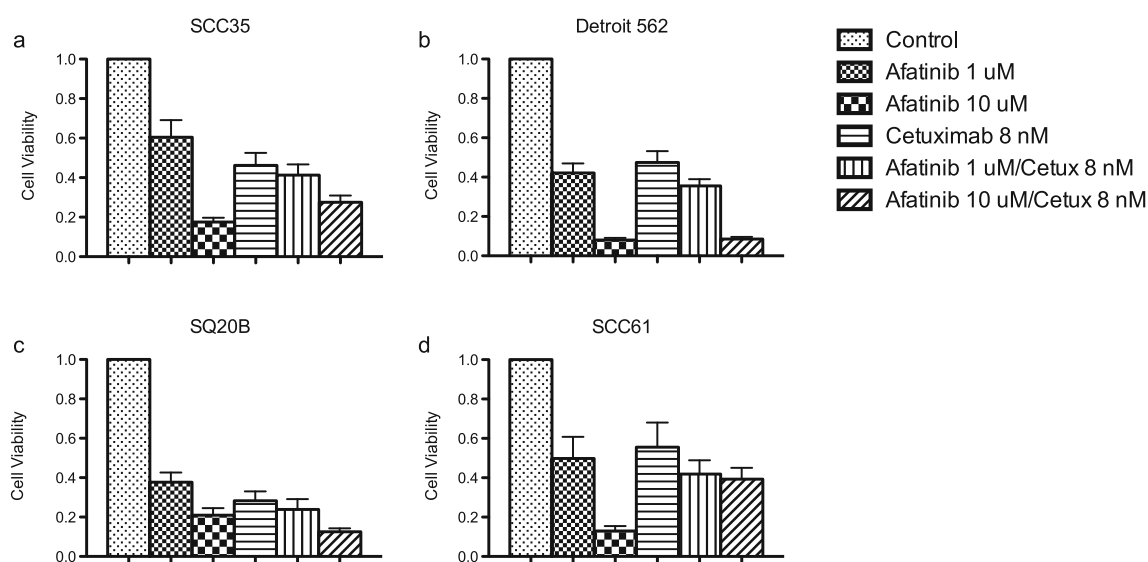 a
SCC35
Cell Viability
1.0
0.8
0.6
0.4
0.2
0.0
b
Detroit 562
Cell Viability
1.0
0.8
0.6
0.4
0.2
0.0
Control
Afatinib 1 uM
Afatinib 10 uM
Cetuximab 8 nM
Afatinib 1 uM/Cetux 8 nM
Afatinib 10 uM/Cetux 8 nM
c
SQ20B
Cell Viability
1.0
0.8
0.6
0.4
0.2
0.0
d
SCC61
Cell Viability
1.0
0.8
0.6
0.4
0.2
0.0